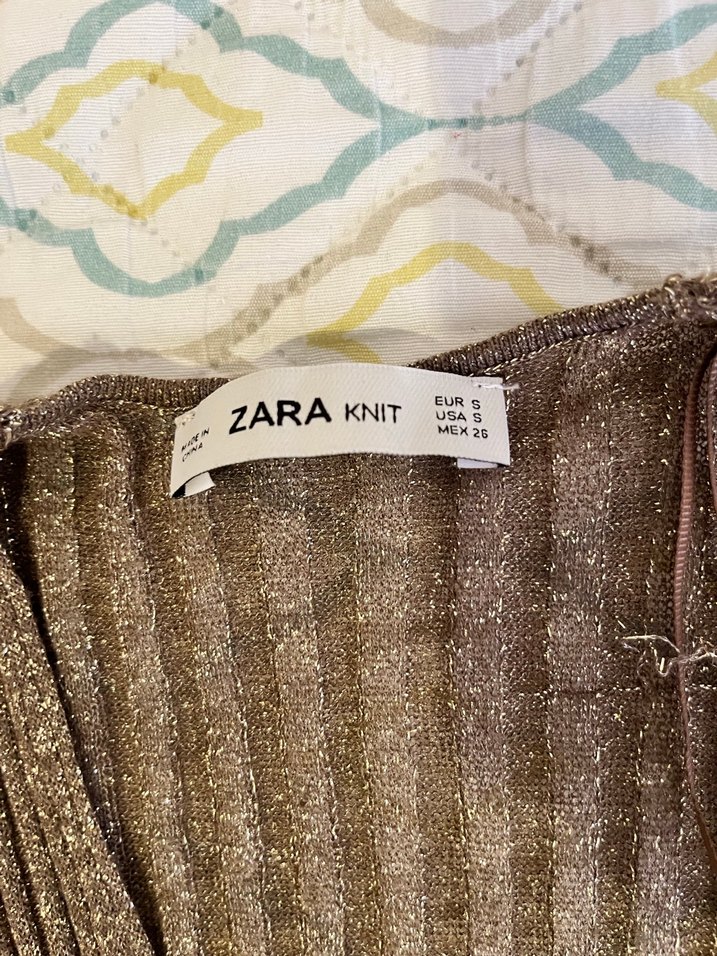 MADE IN
CHINA
ZARA KNIT
EUR S
USA S
MEX 26